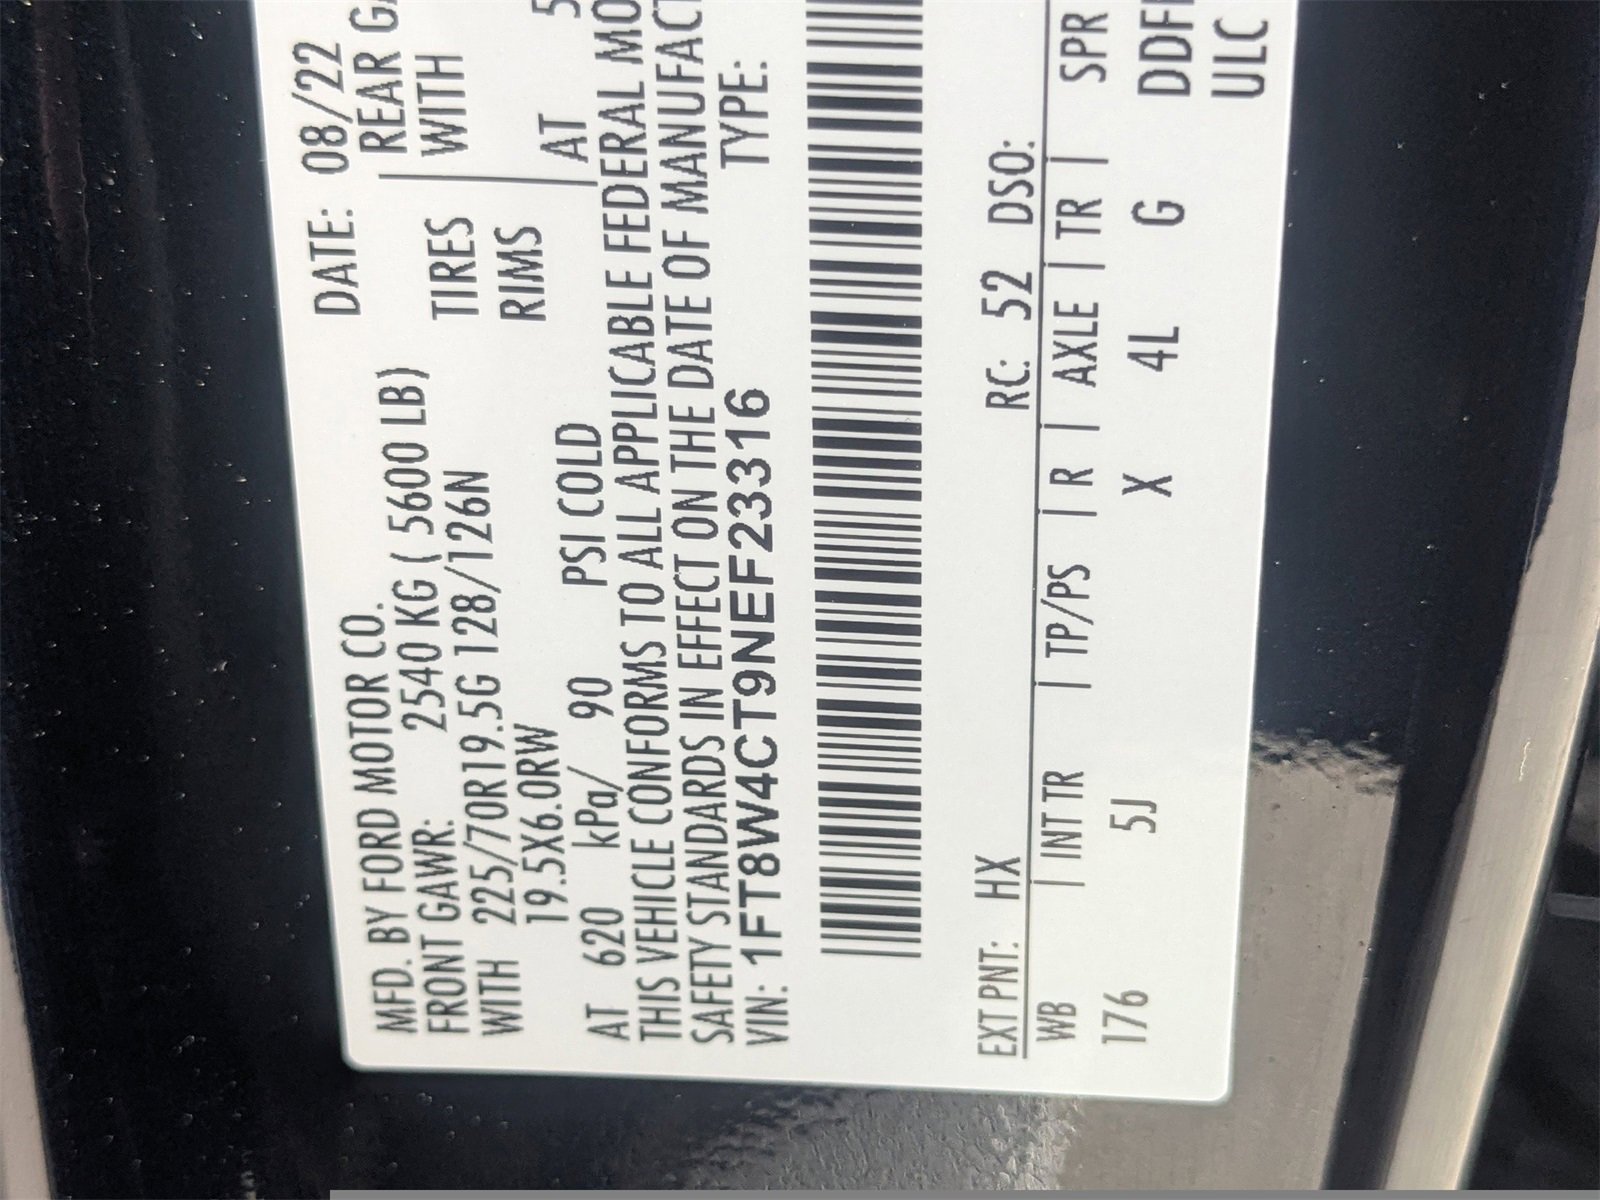 MFD. BY FORD MOTOR CO. DATE: 08/22
FRONT GAWR: 2540 KG ( 5600 LB) REAR
WITH 225/70R19.5G 128/126N TIRES WITH
19.5X6.0RW RIMS
AT 620 kPa/ 90 PSI COLD AT 5
THIS VEHICLE CONFORMS TO ALL APPLICABLE FEDERAL MO
SAFETY STANDARDS IN EFFECT ON THE DATE OF MANUFACT
VIN: 1FT8W4CT9NEF23316 TYPE:
EXT PNT: HX RC: 52 DSO:
WB | INT TR | TP/PS | R | AXLE | TR | SPR
176 5J X 4L G DDF
ULC